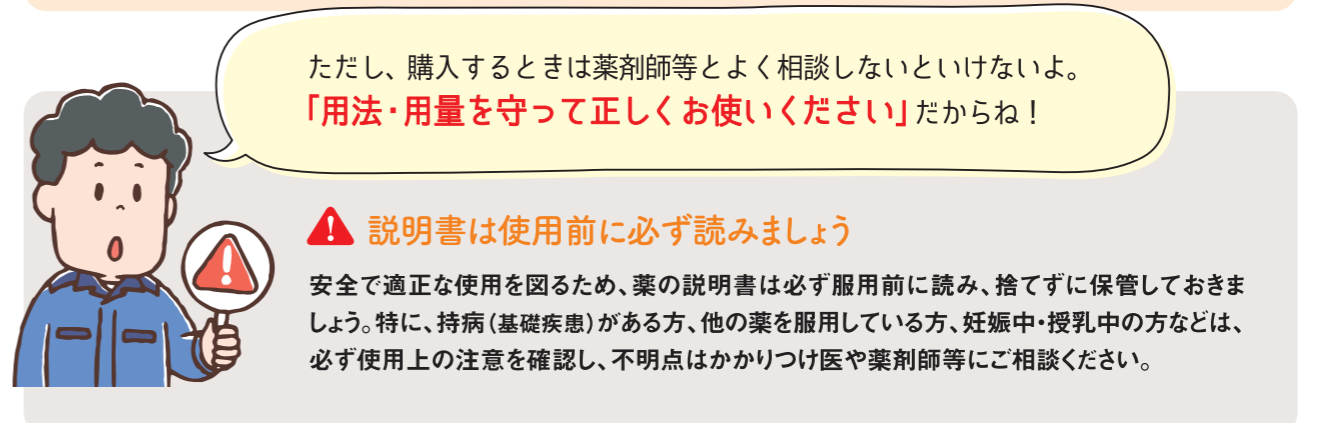 ただし、購入するときは薬剤師等とよく相談しないといけないよ。
「用法・用量を守って正しくお使いください」だからね！
説明書は使用前に必ず読みましょう
安全で適正な使用を図るため、薬の説明書は必ず服用前に読み、捨てずに保管しておきま
しょう。特に、持病（基礎疾患）がある方、他の薬を服用している方、妊娠中・授乳中の方などは、
必ず使用上の注意を確認し、不明点はかかりつけ医や薬剤師等にご相談ください。